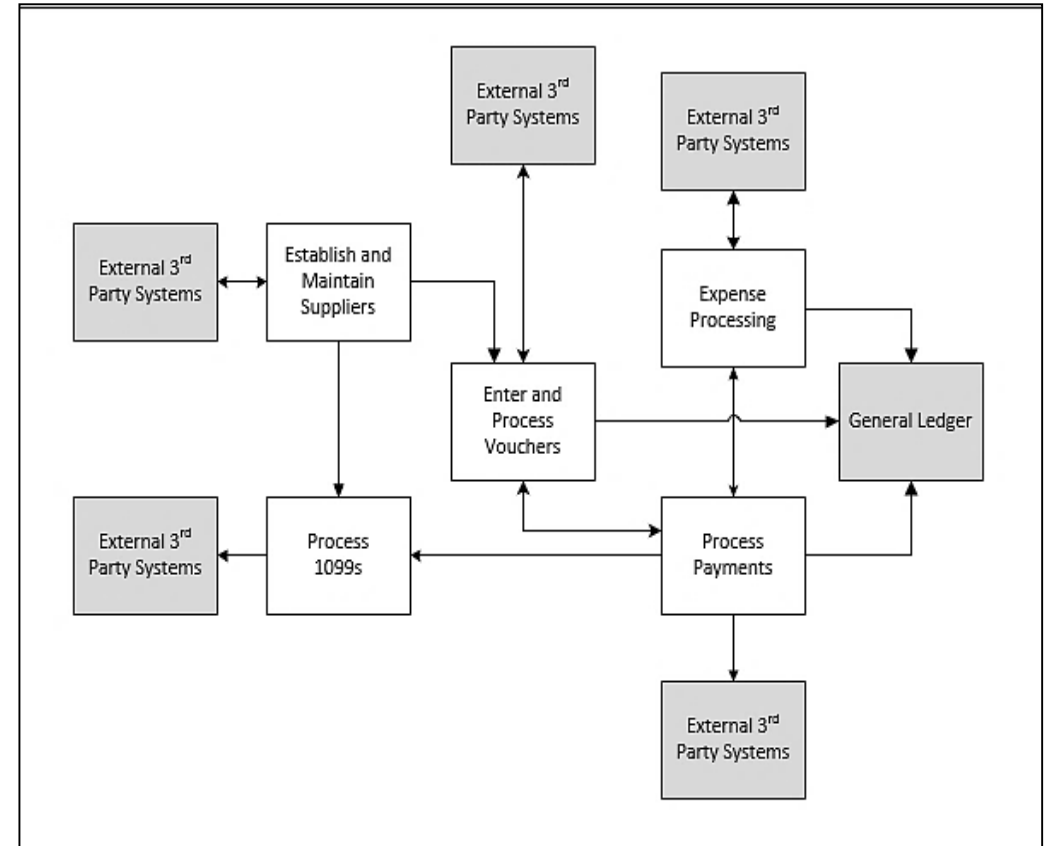 External 3rd
Party Systems
External 3rd
Party Systems
External 3rd
Party Systems
Establish and
Maintain
Suppliers
Expense
Processing
Enter and
Process
Vouchers
General Ledger
External 3rd
Party Systems
Process
1099s
Process
Payments
External 3rd
Party Systems